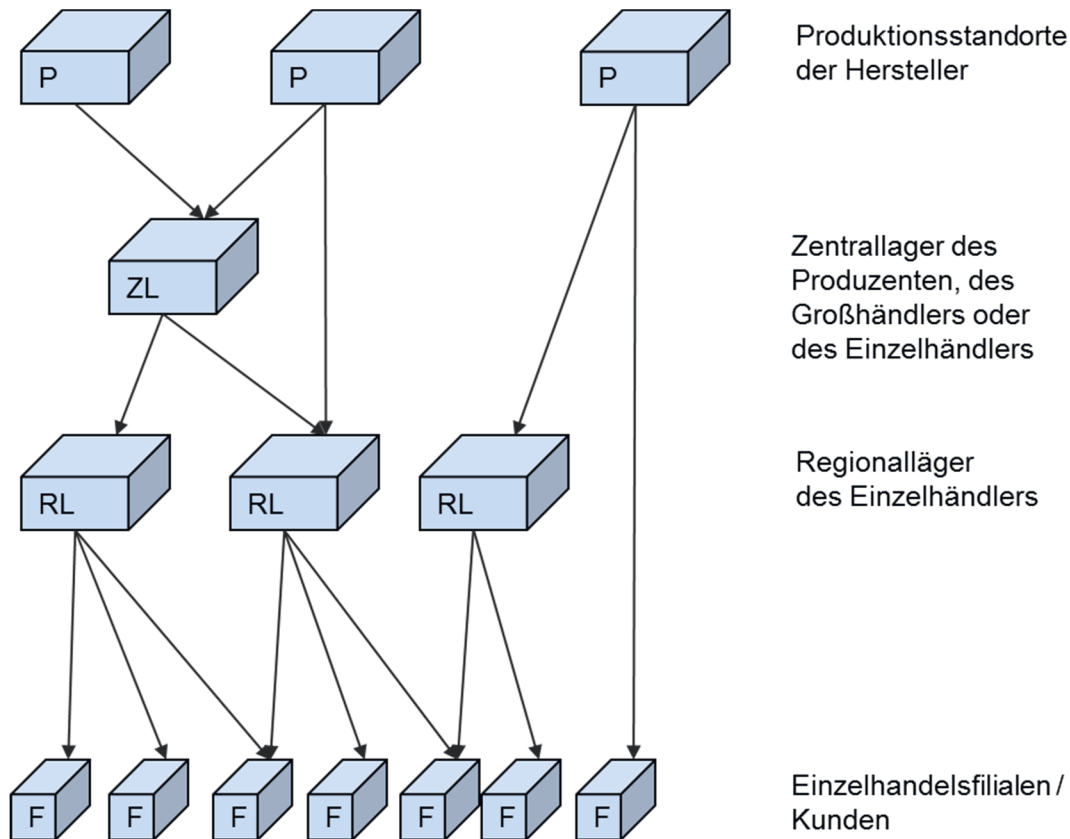 P P P
Produktionsstandorte
der Hersteller
ZL
Zentrallager des
Produzenten, des
Großhändlers oder
des Einzelhändlers
RL RL RL
Regionalläger
des Einzelhändlers
F F F F F F F
Einzelhandelsfilialen /
Kunden